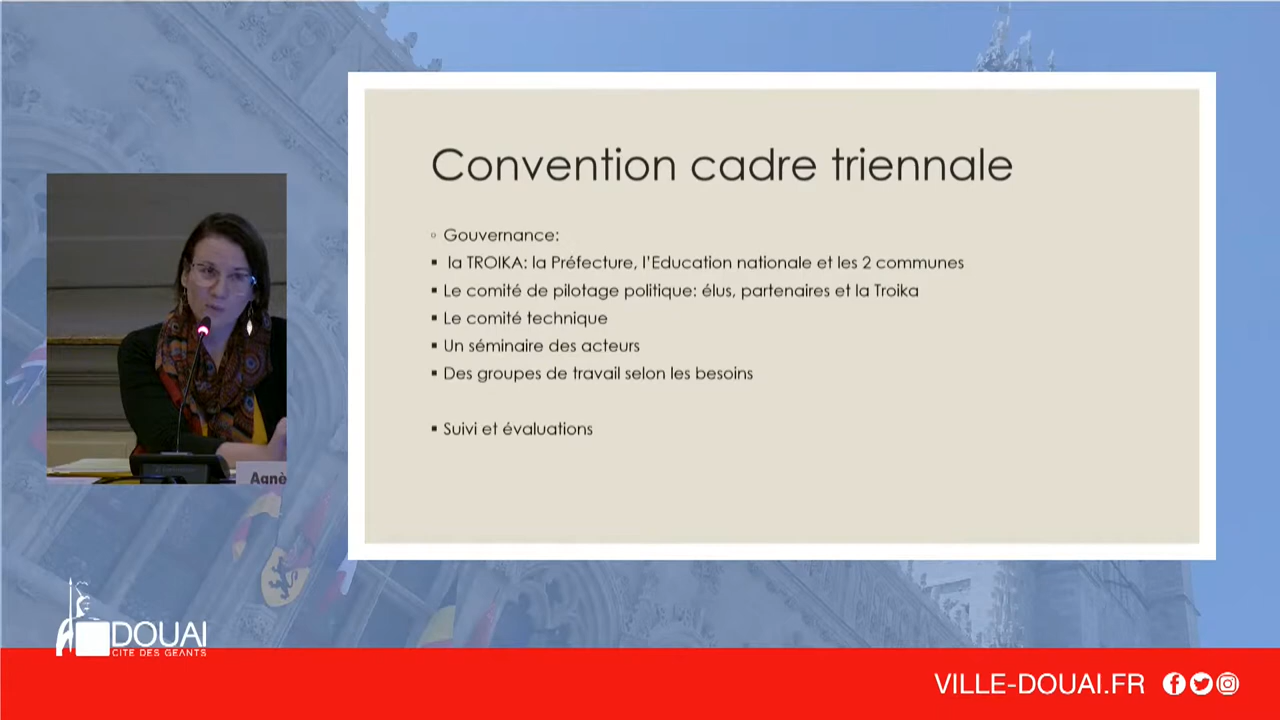 Convention cadre triennale
Gouvernance:
la TROIKA: la Préfecture, l'Education nationale et les 2 communes
Le comité de pilotage politique: élus, partenaires et la Troika
Le comité technique
Un séminaire des acteurs
Des groupes de travail selon les besoins
Suivi et évaluations
Agnè
DOUAI
CITE DES GEANTS
VILLE-DOUAI.FR